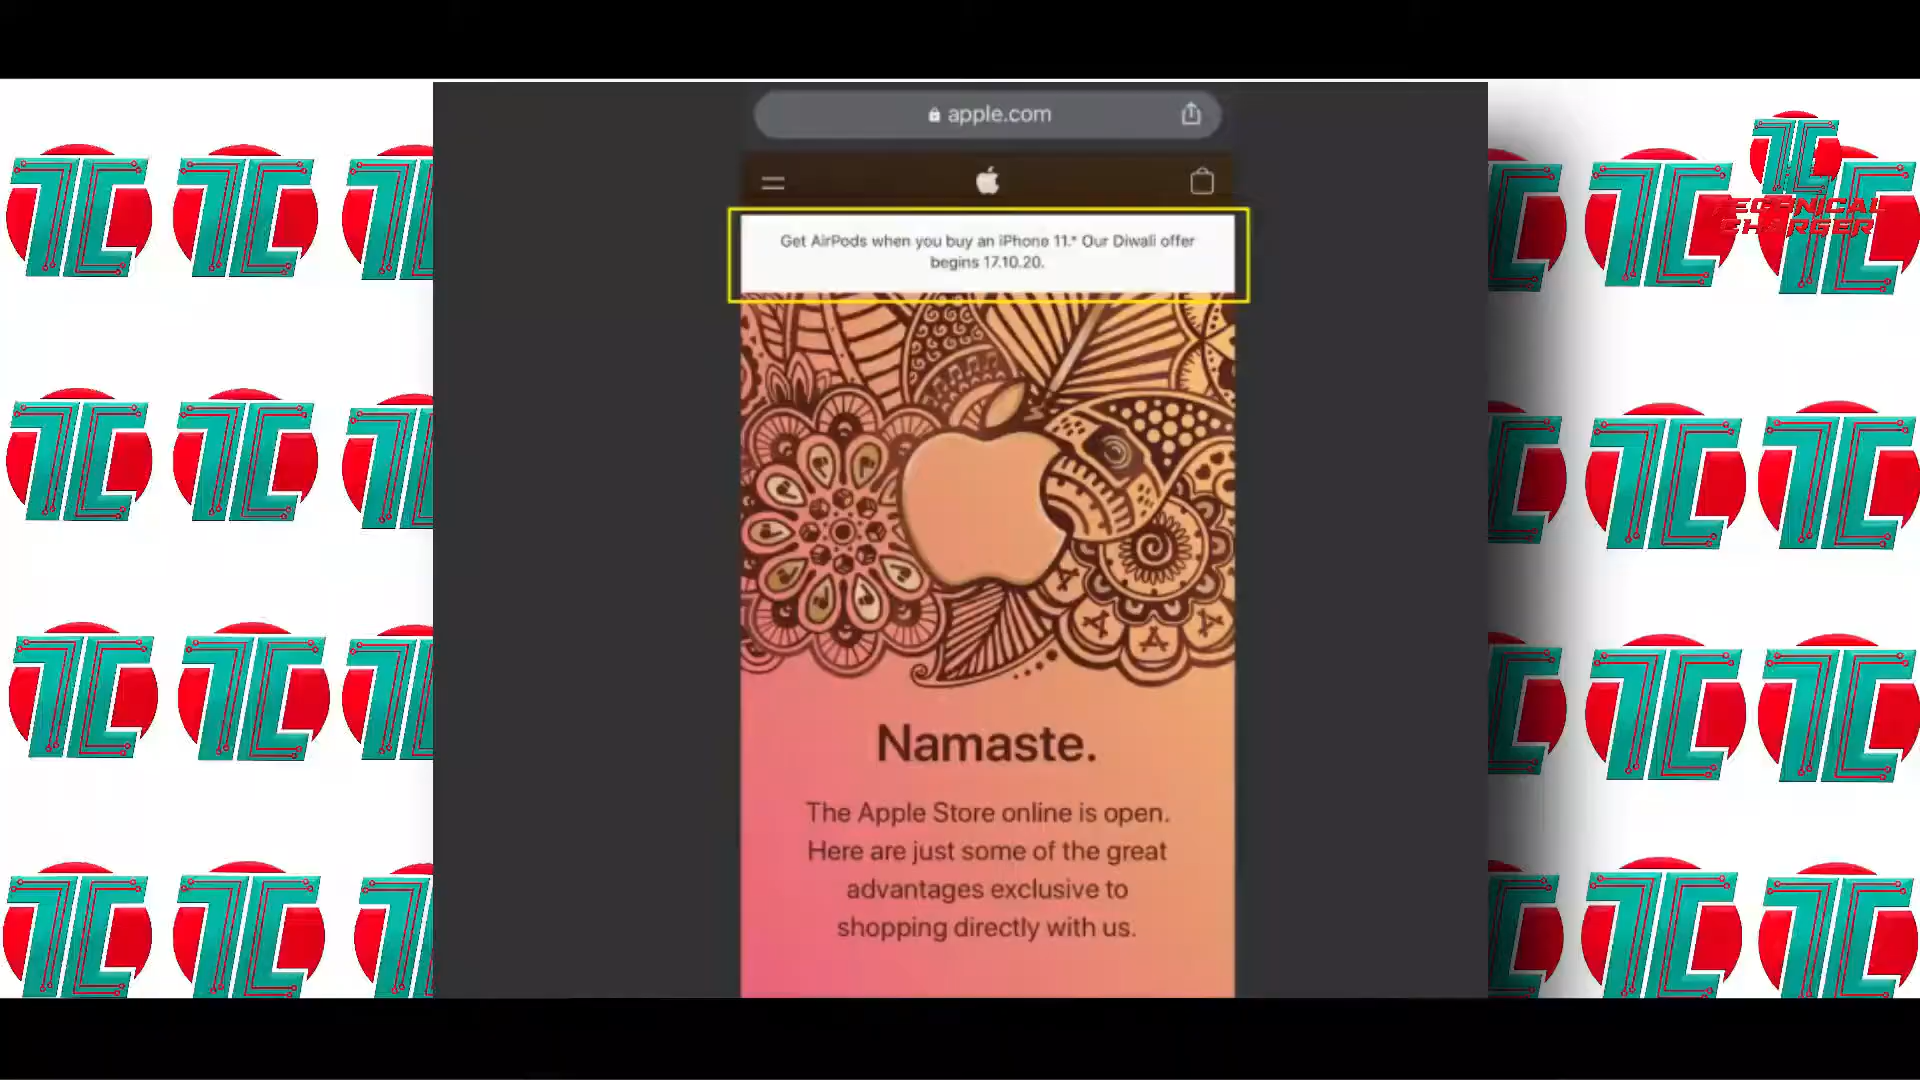 apple.com
TECHNICAL
CHARGER
Get AirPods when you buy an iPhone 11.* Our Diwali offer
begins 17.10.20.
Namaste.
The Apple Store online is open.
Here are just some of the great
advantages exclusive to
shopping directly with us.